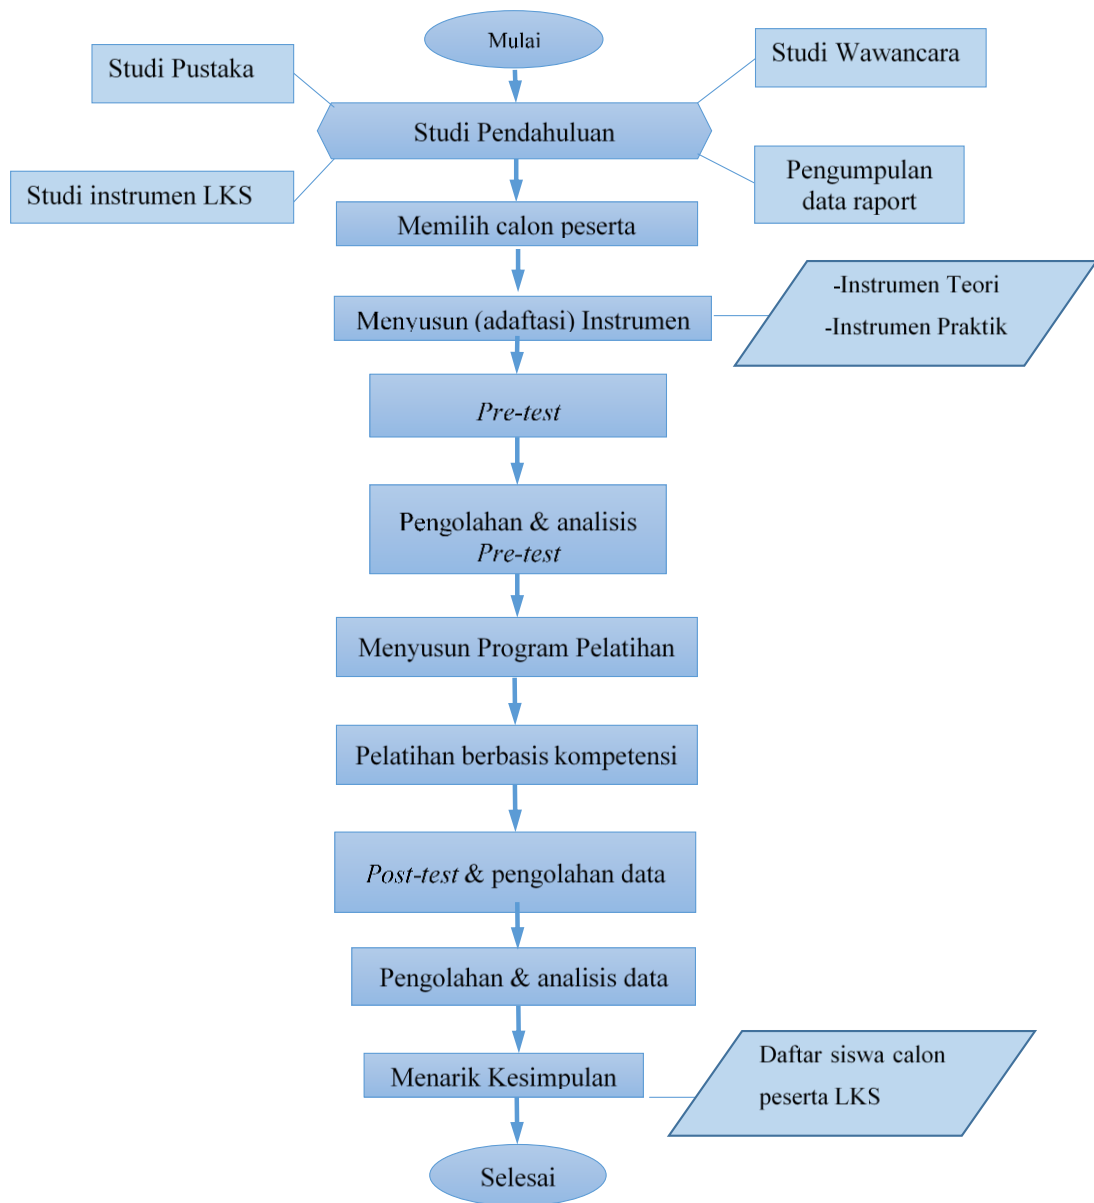 Mulai
Studi Pustaka
Studi Wawancara
Studi Pendahuluan
Studi instrumen LKS
Pengumpulan
data raport
Memilih calon peserta
Menyusun (adaftasi) Instrumen
-Instrumen Teori
-Instrumen Praktik
Pre-test
Pengolahan & analisis
Pre-test
Menyusun Program Pelatihan
Pelatihan berbasis kompetensi
Post-test & pengolahan data
Pengolahan & analisis data
Menarik Kesimpulan
Daftar siswa calon
peserta LKS
Selesai